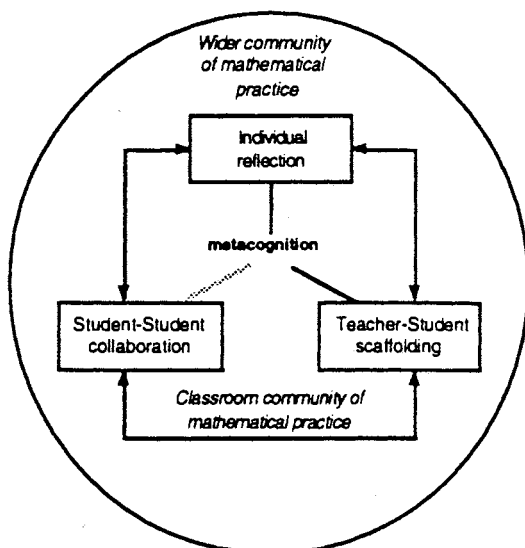 Wider community
of mathematical
practice
Individual
reflection
metacognition
Student-Student
collaboration
Teacher-Student
scaffolding
Classroom community of
mathematical practice